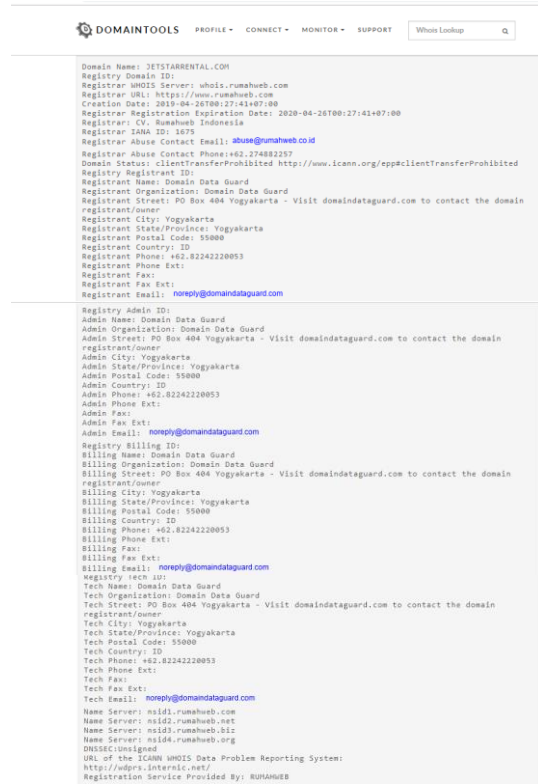 DOMAINTOOLS PROFILE CONNECT MONITOR SUPPORT Whois Lookup
Domain Name: JETSTARRENTAL.COM
Registry Domain ID:
Registrar WHOIS Server: whois.rumahweb.com
Registrar URL: https://www.rumahweb.com
Creation Date: 2019-04-26T00:27:41+07:00
Registrar Registration Expiration Date: 2020-04-26T00:27:41+07:00
Registrar: CV. Rumahweb Indonesia
Registrar IANA ID: 1675
Registrar Abuse Contact Email: abuse@rumahweb.co.id
Registrar Abuse Contact Phone:+62.274882257
Domain Status: clientTransferProhibited http://www.icann.org/epp#clientTransferProhibited
Registry Registrant ID:
Registrant Name: Domain Data Guard
Registrant Organization: Domain Data Guard
Registrant Street: PO Box 404 Yogyakarta - Visit domaindataguard.com to contact the domain
registrant/owner
Registrant City: Yogyakarta
Registrant State/Province: Yogyakarta
Registrant Postal Code: 55000
Registrant Country: ID
Registrant Phone: +62.82242220053
Registrant Phone Ext:
Registrant Fax:
Registrant Fax Ext:
Registrant Email: noreply@domaindataguard.com
Registry Admin ID:
Admin Name: Domain Data Guard
Admin Organization: Domain Data Guard
Admin Street: PO Box 404 Yogyakarta - Visit domaindataguard.com to contact the domain
registrant/owner
Admin City: Yogyakarta
Admin State/Province: Yogyakarta
Admin Postal Code: 55000
Admin Country: ID
Admin Phone: +62.82242220053
Admin Phone Ext:
Admin Fax:
Admin Fax Ext:
Admin Email: noreply@domaindataguard.com
Registry Billing ID:
Billing Name: Domain Data Guard
Billing Organization: Domain Data Guard
Billing Street: PO Box 404 Yogyakarta - Visit domaindataguard.com to contact the domain
registrant/owner
Billing City: Yogyakarta
Billing State/Province: Yogyakarta
Billing Postal Code: 55000
Billing Country: ID
Billing Phone: +62.82242220053
Billing Phone Ext:
Billing Fax:
Billing Fax Ext:
Billing Email: noreply@domaindataguard.com
Registry Tech ID:
Tech Name: Domain Data Guard
Tech Organization: Domain Data Guard
Tech Street: PO Box 404 Yogyakarta - Visit domaindataguard.com to contact the domain
registrant/owner
Tech City: Yogyakarta
Tech State/Province: Yogyakarta
Tech Postal Code: 55000
Tech Country: ID
Tech Phone: +62.82242220053
Tech Phone Ext:
Tech Fax:
Tech Fax Ext:
Tech Email: noreply@domaindataguard.com
Name Server: nsid1.rumahweb.com
Name Server: nsid2.rumahweb.net
Name Server: nsid3.rumahweb.biz
Name Server: nsid4.rumahweb.org
DNSSEC:Unsigned
URL of the ICANN WHOIS Data Problem Reporting System:
http://wdprs.internic.net/
Registration Service Provided By: RUMAHWEB